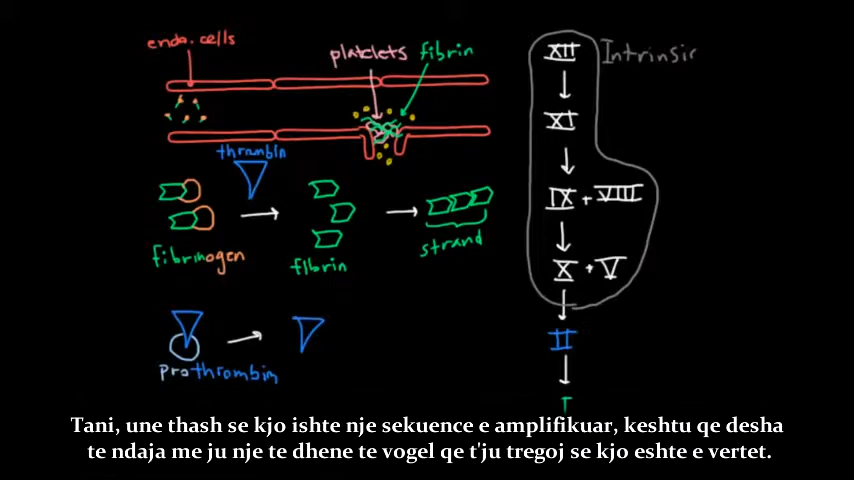 endo. cells
platelets
fibrin
thrombin
fibrinogen
fibrin
strand
prothrombin
XII
Intrinsic
XI
IX + VIII
X + V
II
I
Tani, une thash se kjo ishte nje sekuence e amplifikuar, keshtu qe desha
te ndaja me ju nje te dhene te vogel qe t'ju tregoj se kjo eshte e vertet.